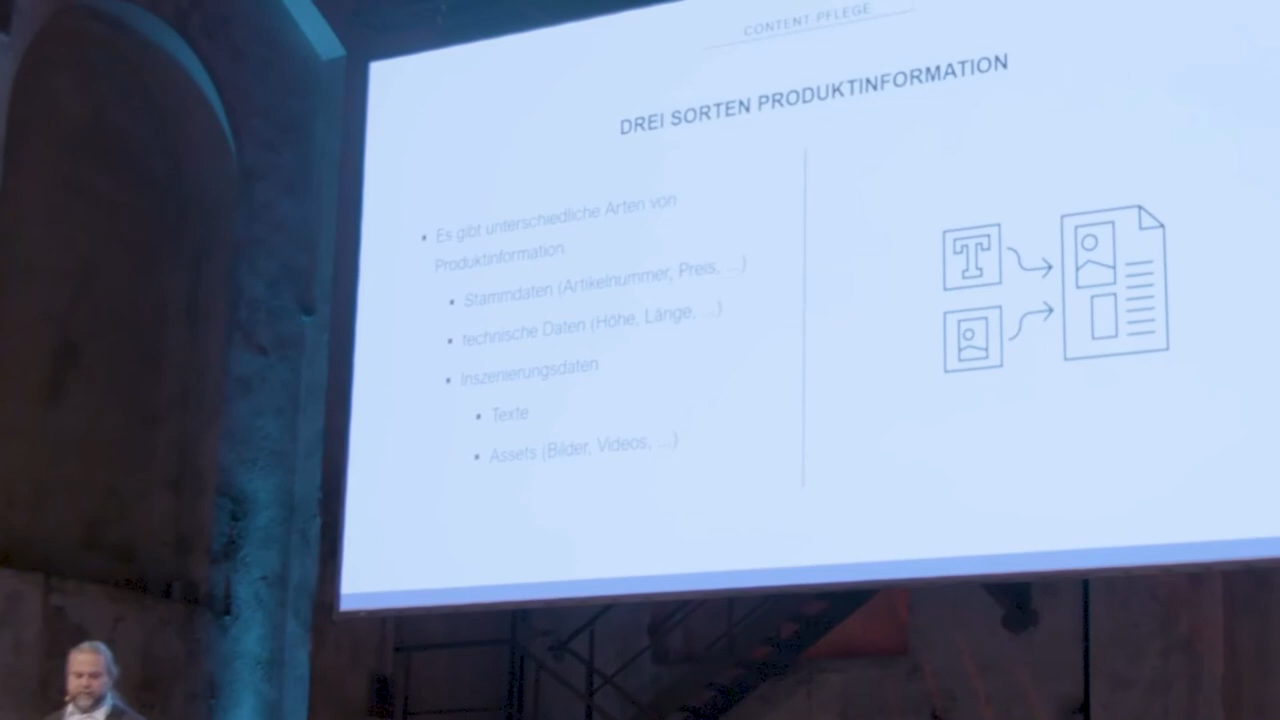 CONTENT PFLEGE
DREI SORTEN PRODUKTINFORMATION
Es gibt unterschiedliche Arten von
Produktinformation
Stammdaten (Artikelnummer, Preis, ...)
technische Daten (Höhe, Länge, ...)
Inszenierungsdaten
Texte
Assets (Bilder, Videos, ...)
T